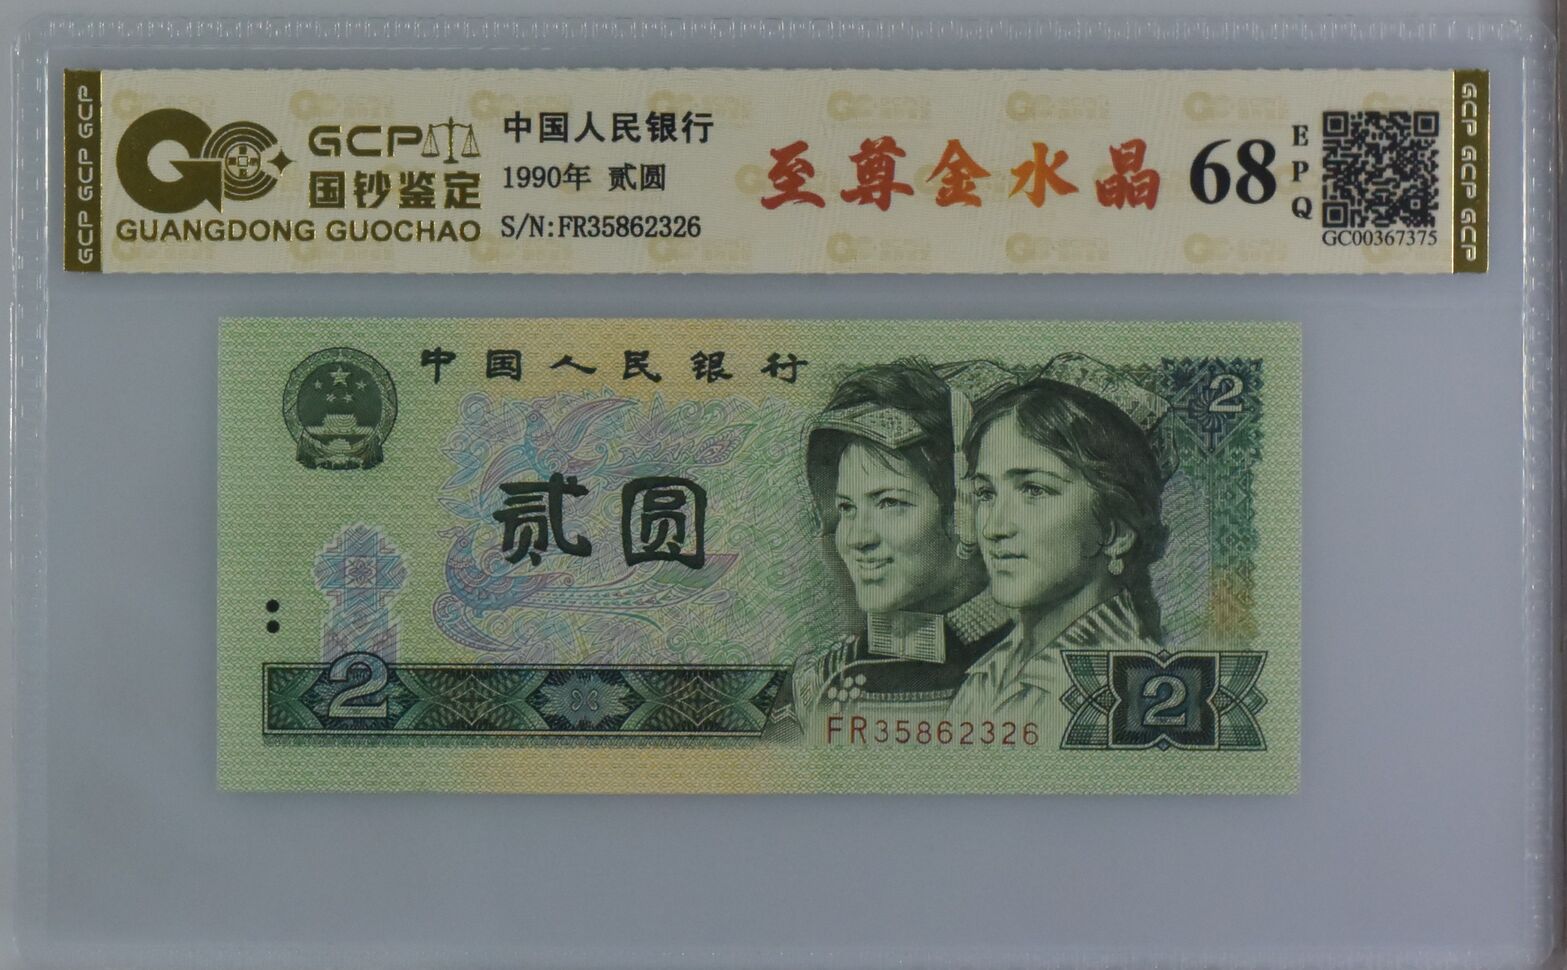 GCP GCP GCP
GCP
国钞鉴定
GUANGDONG GUOCHAO
中国人民银行
1990年 贰圆
S/N:FR35862326
至尊金水晶
68
EPQ
GC00367375
GCP GCP GCP
中国人民银行
2
贰圆
2
FR35862326
2